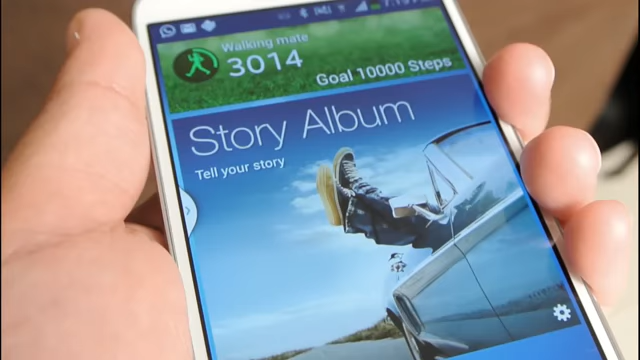 Walking mate
3014
Goal 10000 Steps
Story Album
Tell your story